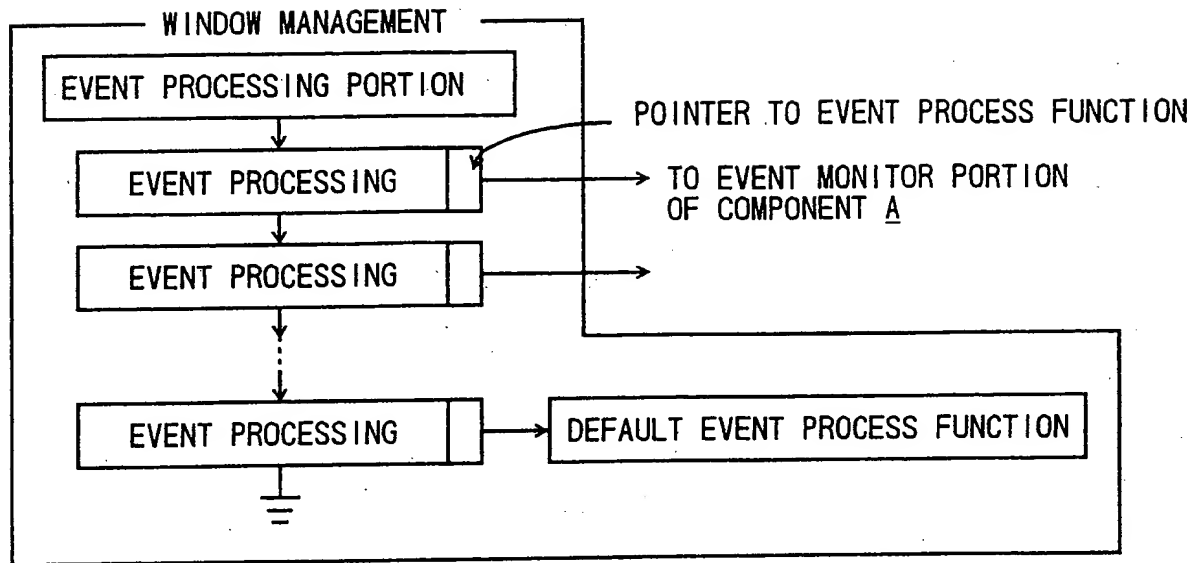 WINDOW MANAGEMENT
EVENT PROCESSING PORTION
POINTER TO EVENT PROCESS FUNCTION
EVENT PROCESSING
TO EVENT MONITOR PORTION
OF COMPONENT A
EVENT PROCESSING
EVENT PROCESSING
DEFAULT EVENT PROCESS FUNCTION